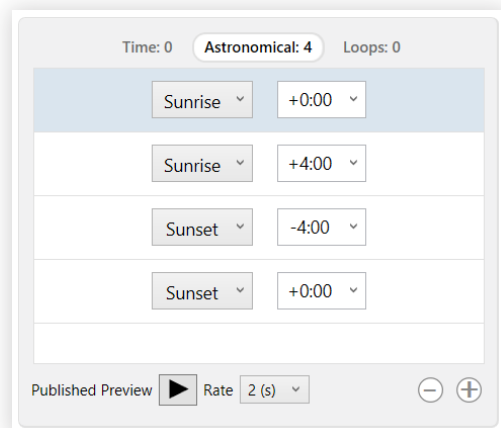 Time: 0 Astronomical: 4 Loops: 0
Sunrise +0:00
Sunrise +4:00
Sunset -4:00
Sunset +0:00
Published Preview Rate 2 (s)